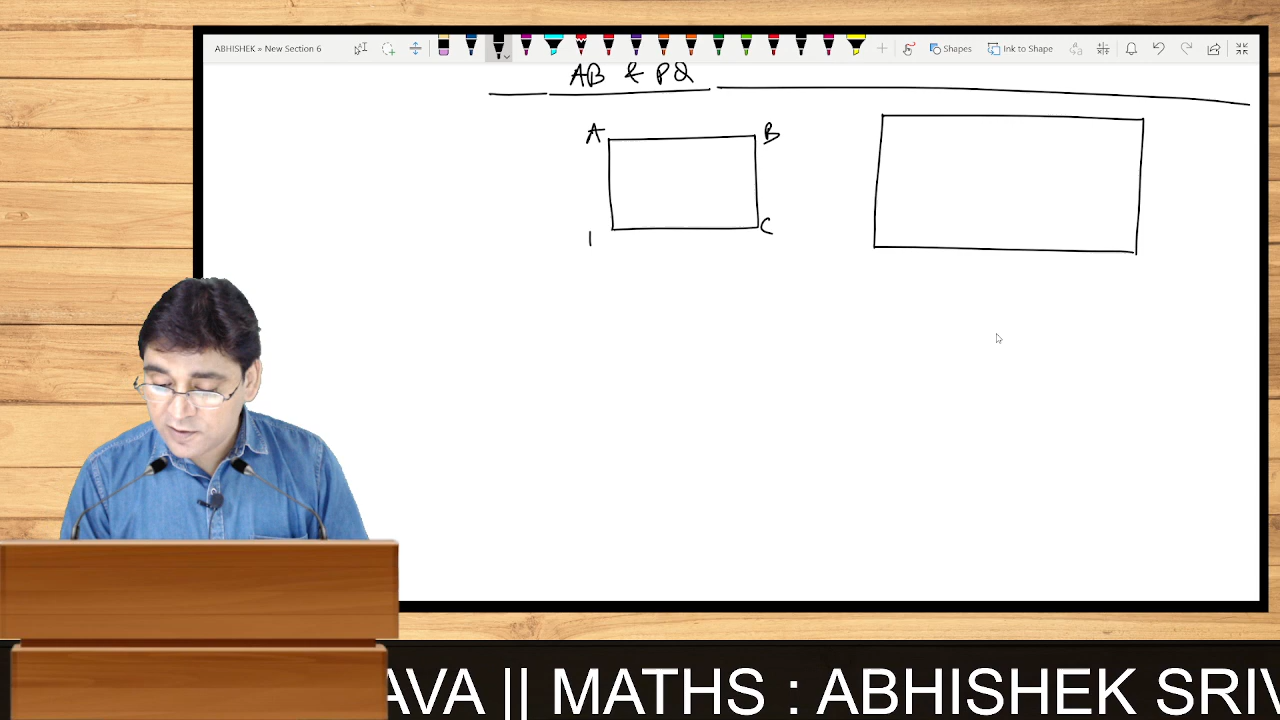 ABHISHEK » New Section 6
Shapes
Ink to Shape
AB & PQ
A
B
C
AVA || MATHS : ABHISHEK SRIV